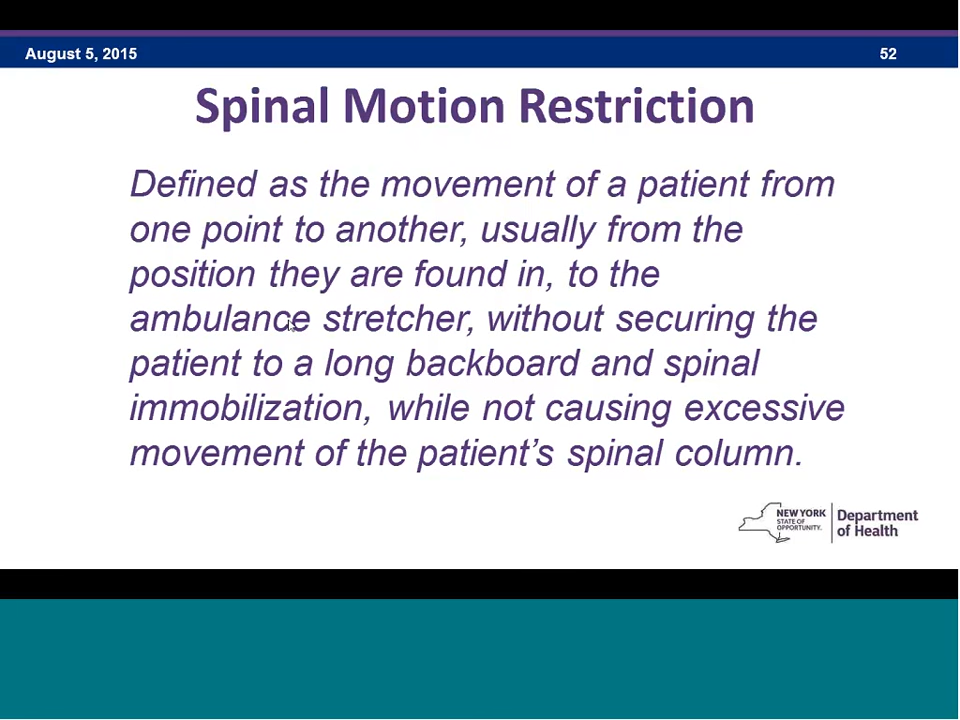 August 5, 2015 52
Spinal Motion Restriction
Defined as the movement of a patient from
one point to another, usually from the
position they are found in, to the
ambulance stretcher, without securing the
patient to a long backboard and spinal
immobilization, while not causing excessive
movement of the patient’s spinal column.
NEW YORK
STATE OF
OPPORTUNITY.
Department
of Health